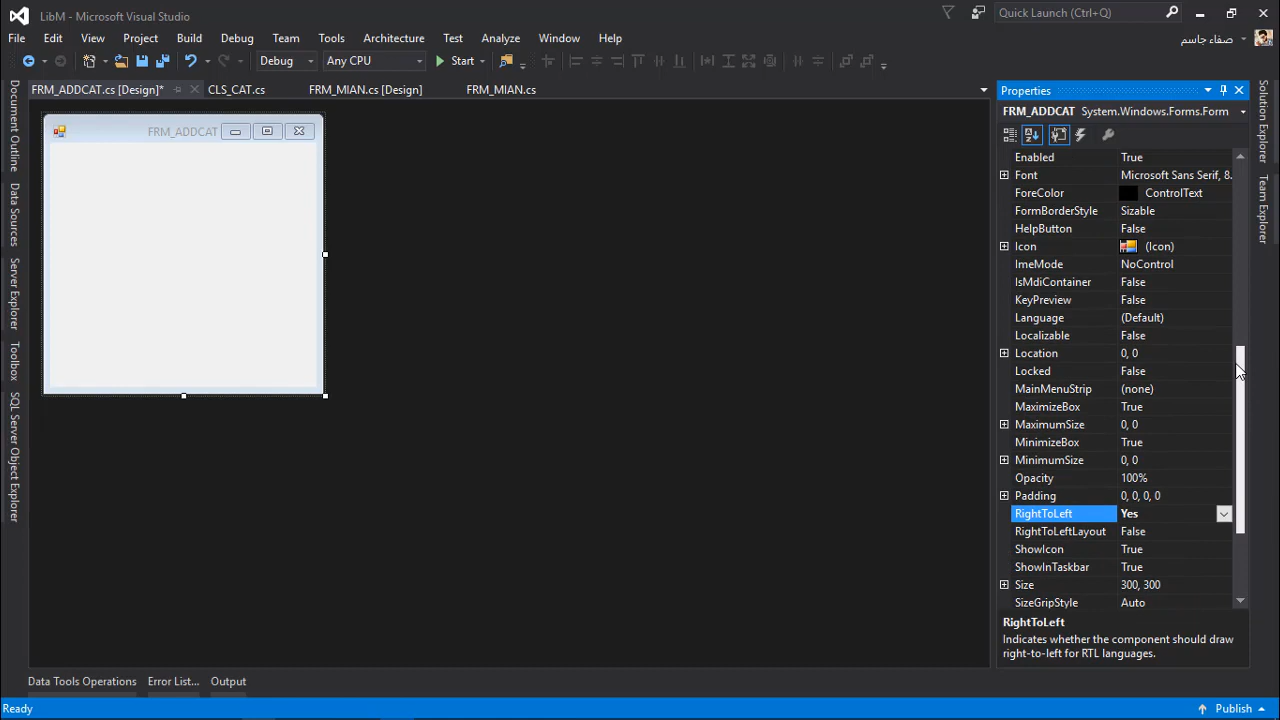 LibM - Microsoft Visual Studio
Quick Launch (Ctrl+Q)
File Edit View Project Build Debug Team Tools Architecture Test Analyze Window Help
صفاء جاسم
Debug Any CPU Start
FRM_ADDCAT.cs [Design]* CLS_CAT.cs FRM_MIAN.cs [Design] FRM_MIAN.cs
Document Outline
Data Sources
Server Explorer
Toolbox
SQL Server Object Explorer
FRM_ADDCAT
Properties
FRM_ADDCAT System.Windows.Forms.Form
Enabled True
Font Microsoft Sans Serif, 8.
ForeColor ControlText
FormBorderStyle Sizable
HelpButton False
Icon (Icon)
ImeMode NoControl
IsMdiContainer False
KeyPreview False
Language (Default)
Localizable False
Location 0, 0
Locked False
MainMenuStrip (none)
MaximizeBox True
MaximumSize 0, 0
MinimizeBox True
MinimumSize 0, 0
Opacity 100%
Padding 0, 0, 0, 0
RightToLeft Yes
RightToLeftLayout False
ShowIcon True
ShowInTaskbar True
Size 300, 300
SizeGripStyle Auto
RightToLeft
Indicates whether the component should draw
right-to-left for RTL languages.
Solution Explorer
Team Explorer
Data Tools Operations Error List... Output
Ready
Publish